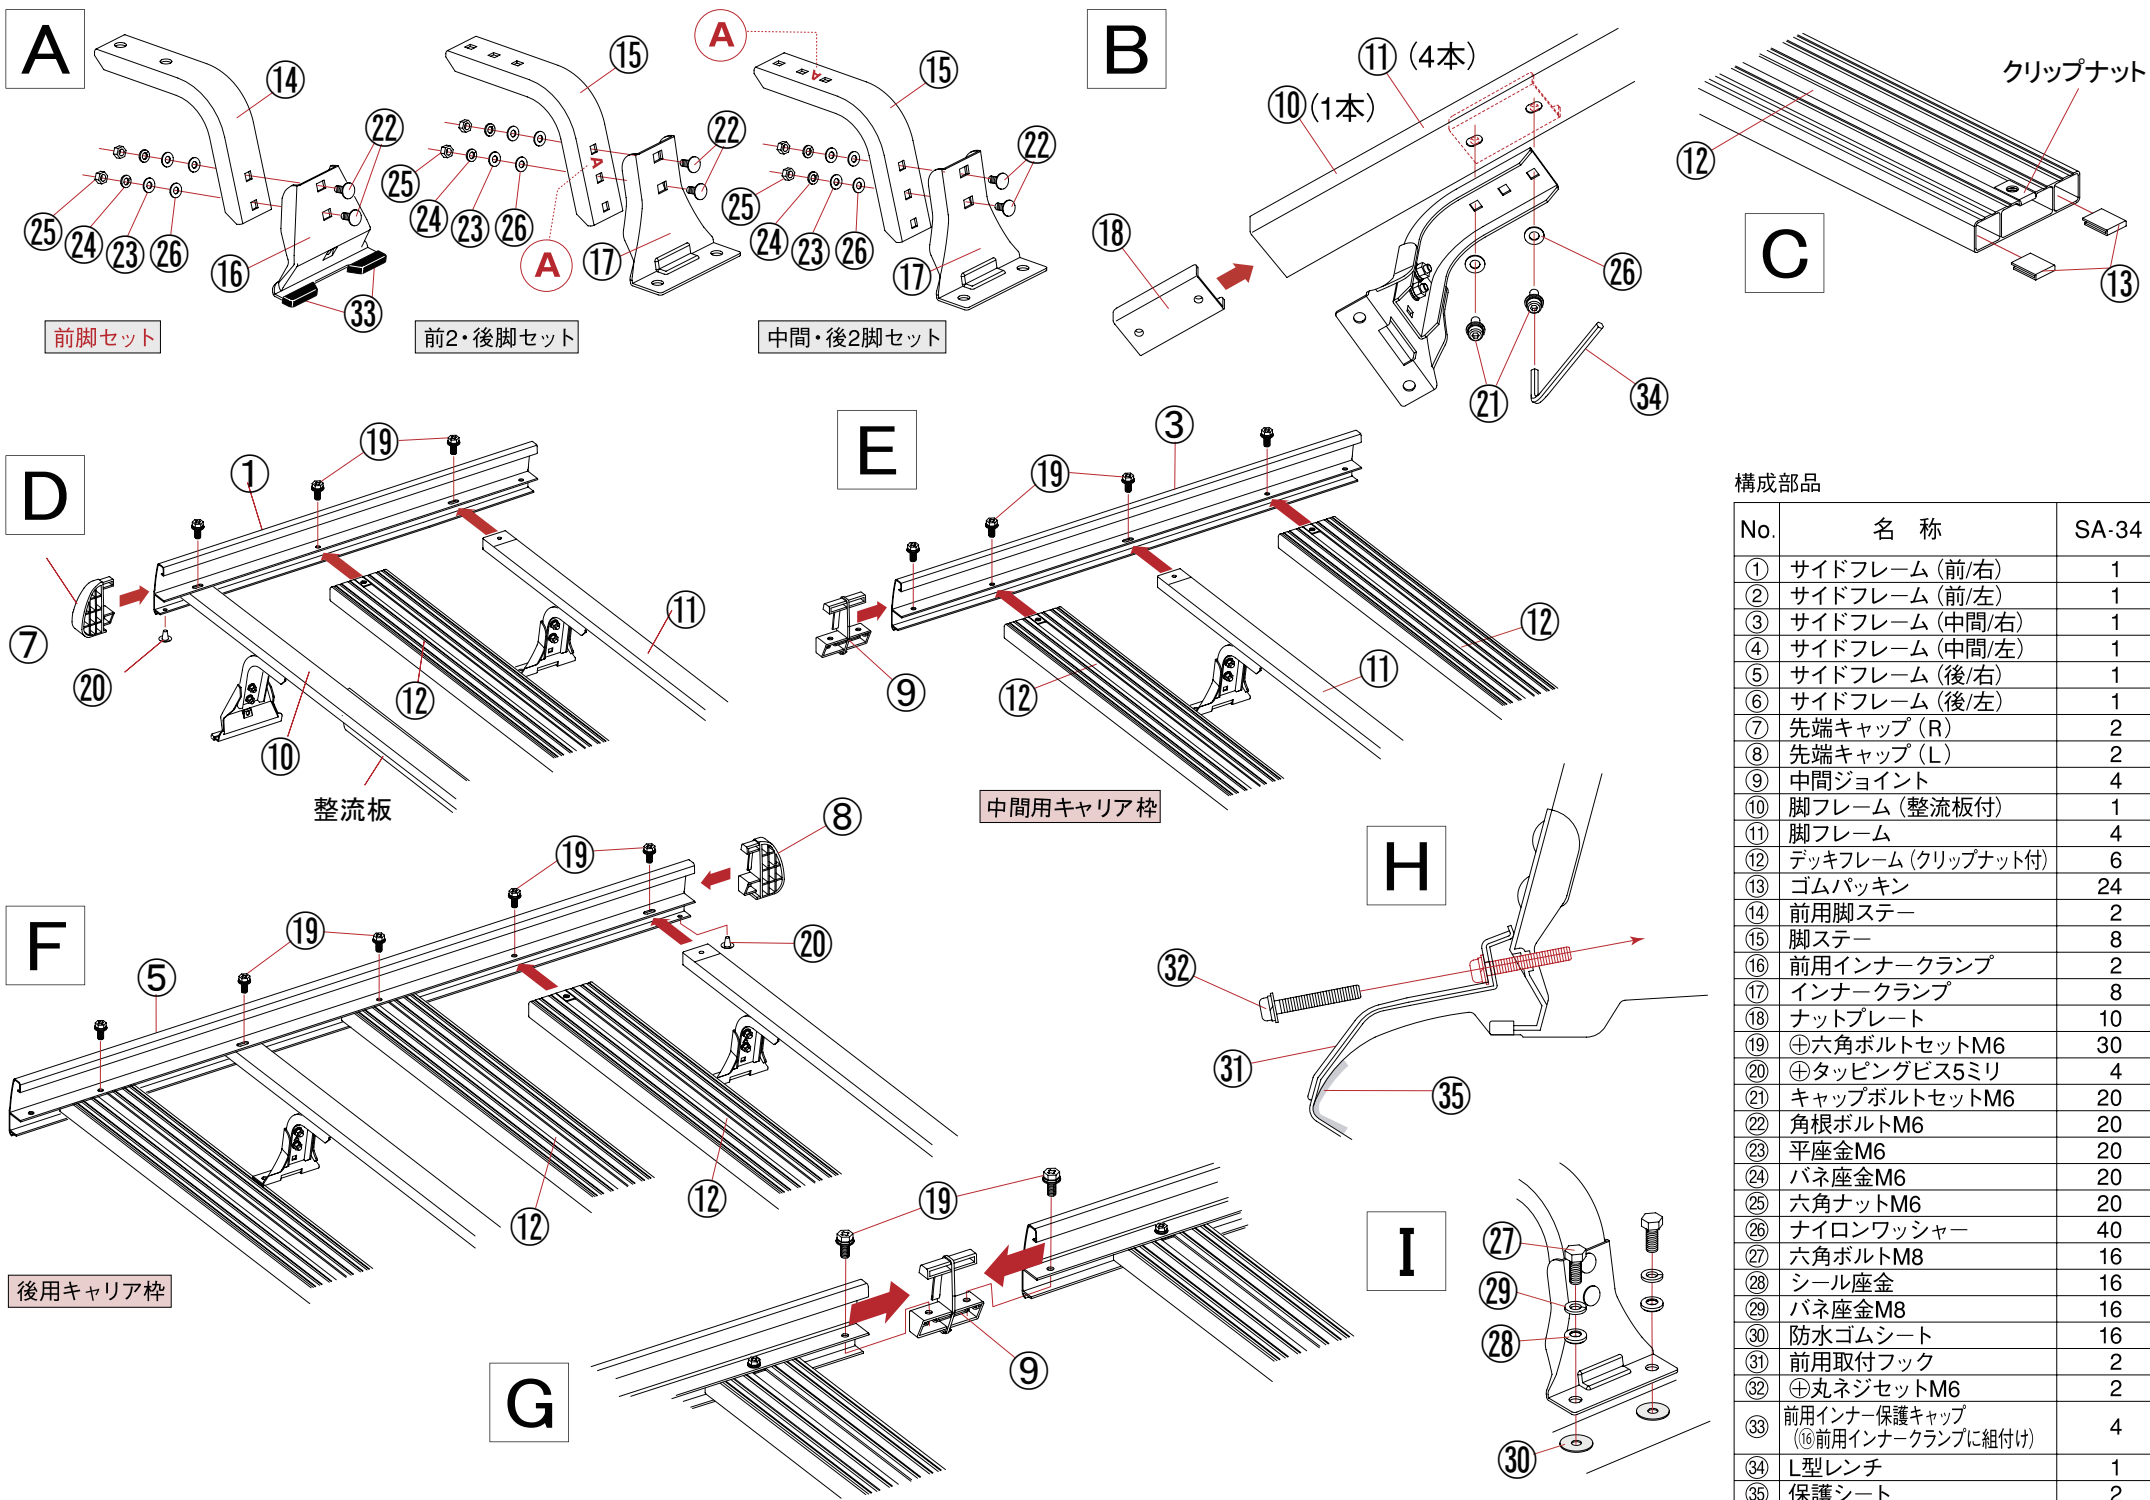 A
⑭
㉒
㉕
㉔
㉓
㉖
⑯
㉝
前脚セット
⑮
㉒
㉕
㉔
㉓
㉖
A
A
⑰
前2・後脚セット
A
A
⑮
㉒
㉕
㉔
㉓
㉖
⑰
中間・後2脚セット
B
⑪(4本)
⑩(1本)
⑱
㉖
㉑
㉞
C
クリップナット
⑫
⑬
D
①
⑲
⑦
⑳
⑩
⑫
⑪
整流板
E
③
⑲
⑨
⑫
⑪
⑫
中間用キャリア枠
F
⑤
⑲
⑲
⑧
⑳
⑫
⑫
後用キャリア枠
G
⑲
⑨
H
㉜
㉛
㉟
I
㉗
㉙
㉘
㉚
構成部品
No. 名 称 SA-34
① サイドフレーム(前/右) 1
② サイドフレーム(前/左) 1
③ サイドフレーム(中間/右) 1
④ サイドフレーム(中間/左) 1
⑤ サイドフレーム(後/右) 1
⑥ サイドフレーム(後/左) 1
⑦ 先端キャップ(R) 2
⑧ 先端キャップ(L) 2
⑨ 中間ジョイント 4
⑩ 脚フレーム(整流板付) 1
⑪ 脚フレーム 4
⑫ デッキフレーム(クリップナット付) 6
⑬ ゴムパッキン 24
⑭ 前用脚ステー 2
⑮ 脚ステー 8
⑯ 前用インナークランプ 2
⑰ インナークランプ 8
⑱ ナットプレート 10
⑲ ⊕六角ボルトセットM6 30
⑳ ⊕タッピングビス5ミリ 4
㉑ キャップボルトセットM6 20
㉒ 角根ボルトM6 20
㉓ 平座金M6 20
㉔ バネ座金M6 20
㉕ 六角ナットM6 20
㉖ ナイロンワッシャー 40
㉗ 六角ボルトM8 16
㉘ シール座金 16
㉙ バネ座金M8 16
㉚ 防水ゴムシート 16
㉛ 前用取付フック 2
㉜ ⊕丸ネジセットM6 2
㉝ 前用インナー保護キャップ 4
(⑯前用インナークランプに組付け)
㉞ L型レンチ 1
㉟ 保護シート 2